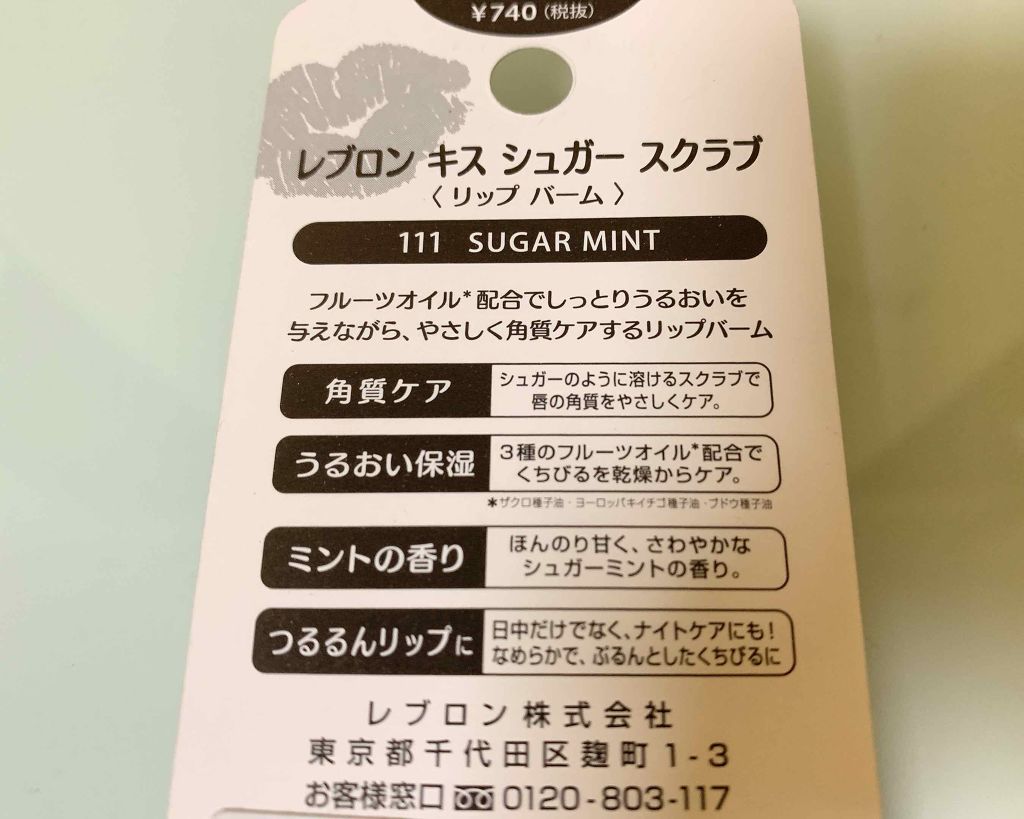 ¥740(税抜)
レブロン キス シュガー スクラブ
〈 リップ バーム 〉
111 SUGAR MINT
フルーツオイル*配合でしっとりうるおいを
与えながら、やさしく角質ケアするリップバーム
角質ケア
シュガーのように溶けるスクラブで
唇の角質をやさしくケア。
うるおい保湿
3種のフルーツオイル*配合で
くちびるを乾燥からケア。
*ザクロ種子油・ヨーロッパキイチゴ種子油・ブドウ種子油
ミントの香り
ほんのり甘く、さわやかな
シュガーミントの香り。
つるるんリップに
日中だけでなく、ナイトケアにも!
なめらかで、ぷるんとしたくちびるに
レブロン株式会社
東京都千代田区麹町1-3
お客様窓口 0120-803-117